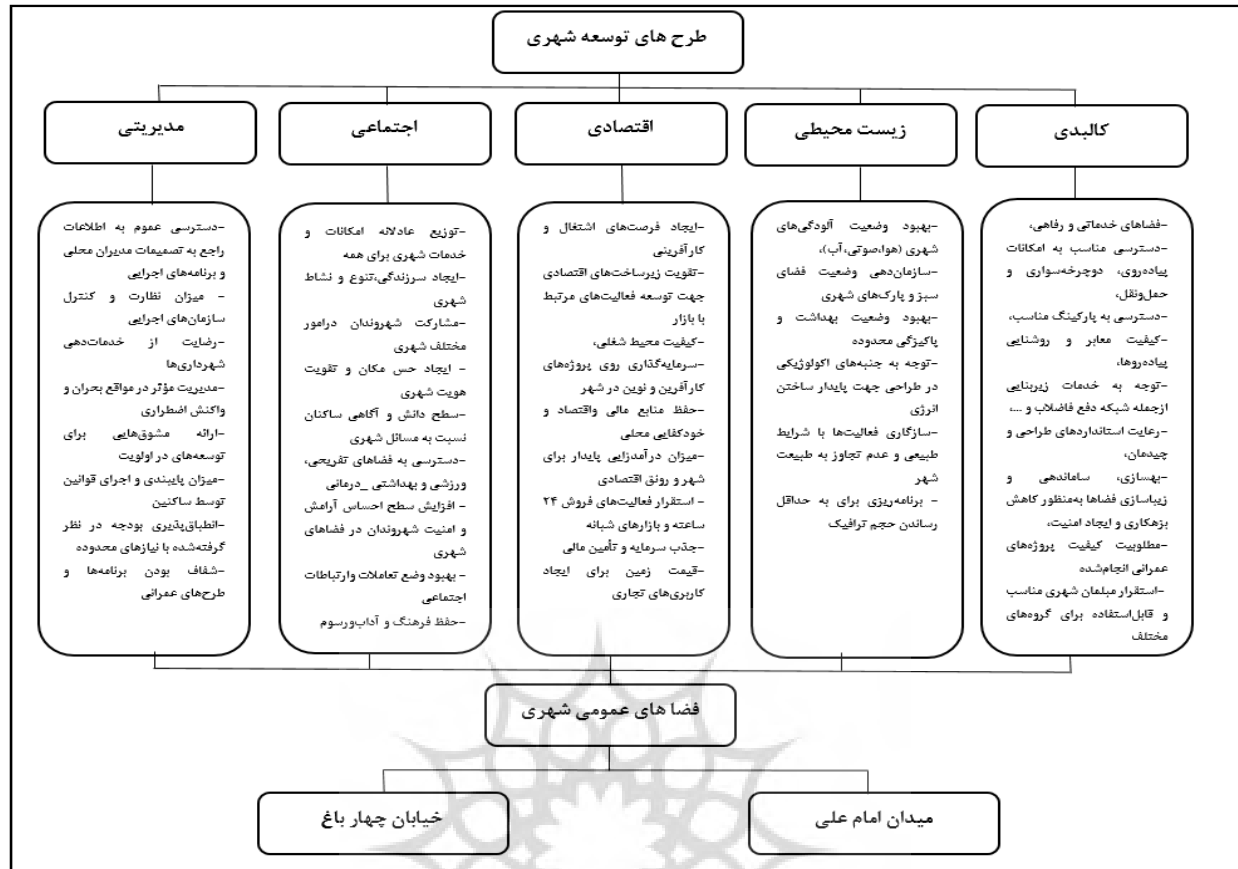 طرح های توسعه شهری
کالبدی
زیست محیطی
اقتصادی
اجتماعی
مدیریتی
-فضاهای خدماتی و رفاهی،
-دسترسی مناسب به امکانات
پیاده‌روی، دوچرخه‌سواری و
حمل‌ونقل،
-دسترسی به پارکینگ مناسب،
-کیفیت معابر و روشنایی
پیاده‌روها،
-توجه به خدمات زیربنایی
ازجمله شبکه دفع فاضلاب و ...،
-رعایت استانداردهای طراحی و
چیدمان،
-بهسازی، ساماندهی و
زیباسازی فضاها به‌منظور کاهش
بزهکاری و ایجاد امنیت،
-مطلوبیت کیفیت پروژه‌های
عمرانی انجام‌شده
-استقرار مبلمان شهری مناسب
و قابل‌استفاده برای گروه‌های
مختلف
-بهبود وضعیت آلودگی‌های
شهری (هوا،صوتی،آب)،
-سازمان‌دهی وضعیت فضای
سبز و پارک‌های شهری
-بهبود وضعیت بهداشت و
پاکیزگی محدوده
-توجه به جنبه‌های اکولوژیکی
در طراحی جهت پایدار ساختن
انرژی
-سازگاری فعالیت‌ها با شرایط
طبیعی و عدم تجاوز به طبیعت
شهر
- برنامه‌ریزی برای به حداقل
رساندن حجم ترافیک
-ایجاد فرصت‌های اشتغال و
کارآفرینی
-تقویت زیرساخت‌های اقتصادی
جهت توسعه فعالیت‌های مرتبط
با بازار
-کیفیت محیط شغلی،
-سرمایه‌گذاری روی پروژه‌های
کارآفرین و نوین در شهر
-حفظ منابع مالی واقتصاد و
خودکفایی محلی
-میزان درآمدزایی پایدار برای
شهر و رونق اقتصادی
- استقرار فعالیت‌های فروش ۲۴
ساعته و بازارهای شبانه
-جذب سرمایه و تأمین مالی
-قیمت زمین برای ایجاد
کاربری‌های تجاری
-توزیع عادلانه امکانات و
خدمات شهری برای همه
-ایجاد سرزندگی،تنوع و نشاط
شهری
-مشارکت شهروندان درامور
مختلف شهری
- ایجاد حس مکان و تقویت
هویت شهری
-سطح دانش و آگاهی ساکنان
نسبت به مسائل شهری
-دسترسی به فضاهای تفریحی،
ورزشی و بهداشتی _درمانی
- افزایش سطح احساس آرامش
و امنیت شهروندان در فضاهای
شهری
- بهبود وضع تعاملات وارتباطات
اجتماعی
-حفظ فرهنگ و آداب‌ورسوم
-دسترسی عموم به اطلاعات
راجع به تصمیمات مدیران محلی
و برنامه‌های اجرایی
- میزان نظارت و کنترل
سازمان‌های اجرایی
-رضایت از خدمات‌دهی
شهرداری‌ها
-مدیریت مؤثر در مواقع بحران و
واکنش اضطراری
-ارائه مشوق‌هایی برای
توسعه‌های در اولویت
-میزان پایبندی و اجرای قوانین
توسط ساکنین
-انطباق‌پذیری بودجه در نظر
گرفته‌شده با نیازهای محدوده
-شفاف بودن برنامه‌ها و
طرح‌های عمرانی
فضا های عمومی شهری
میدان امام علی
خیابان چهار باغ